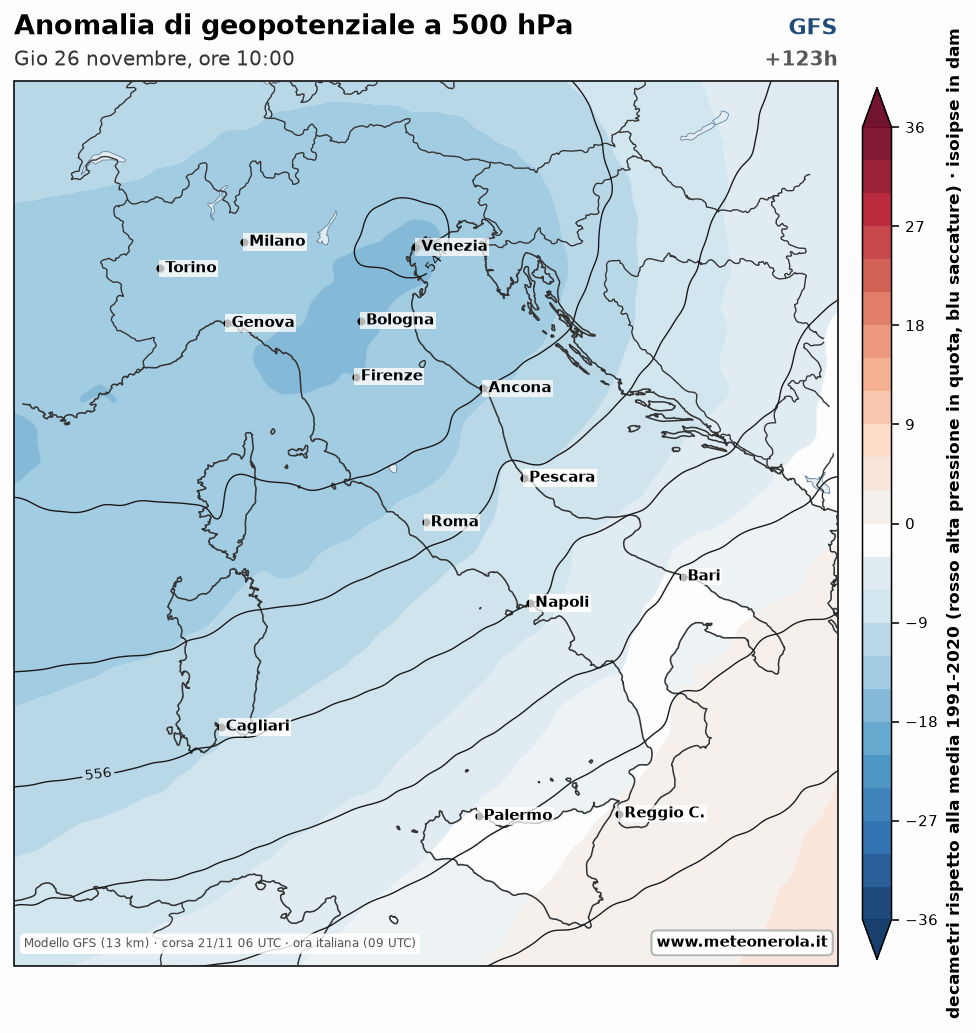 Anomalia di geopotenziale a 500 hPa
GFS
Gio 26 novembre, ore 10:00
+123h
Milano
Venezia
Torino
Genova
Bologna
Firenze
Ancona
Pescara
Roma
Bari
Napoli
Cagliari
556
Palermo
Reggio C.
Modello GFS (13 km) · corsa 21/11 06 UTC · ora italiana (09 UTC)
www.meteonerola.it
36
27
18
9
0
−9
−18
−27
−36
decametri rispetto alla media 1991-2020 (rosso alta pressione in quota, blu saccature) · isoipse in dam